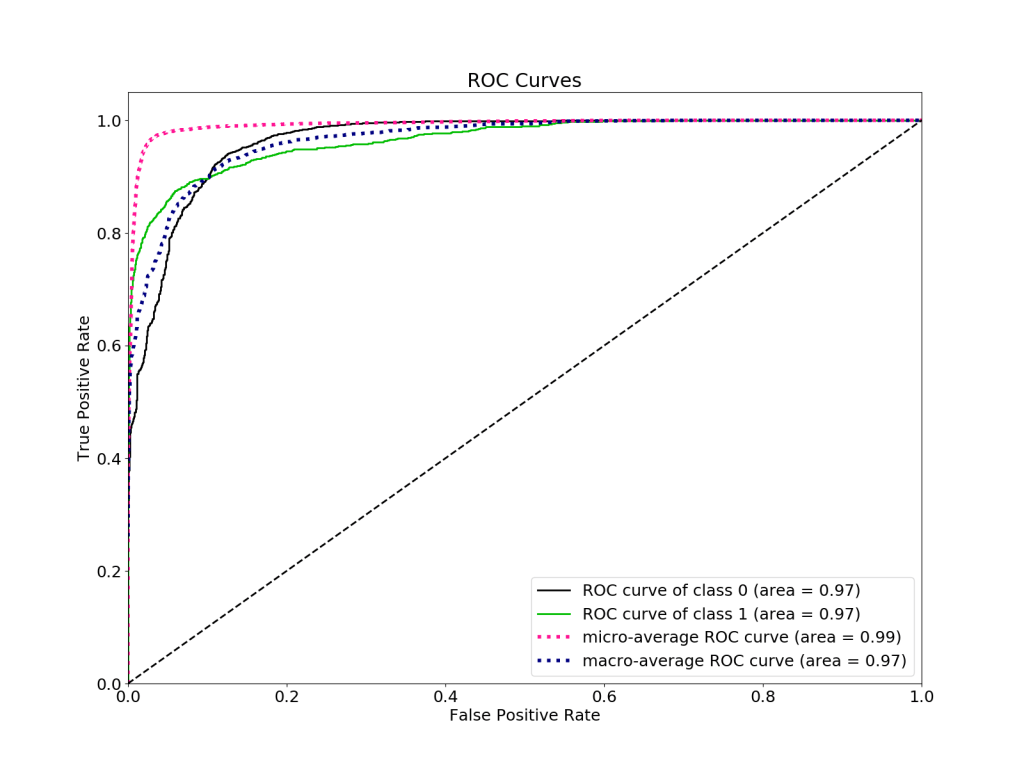 ROC Curves
1.0
0.8
0.6
0.4
0.2
0.0
True Positive Rate
0.0 0.2 0.4 0.6 0.8 1.0
False Positive Rate
ROC curve of class 0 (area = 0.97)
ROC curve of class 1 (area = 0.97)
micro-average ROC curve (area = 0.99)
macro-average ROC curve (area = 0.97)